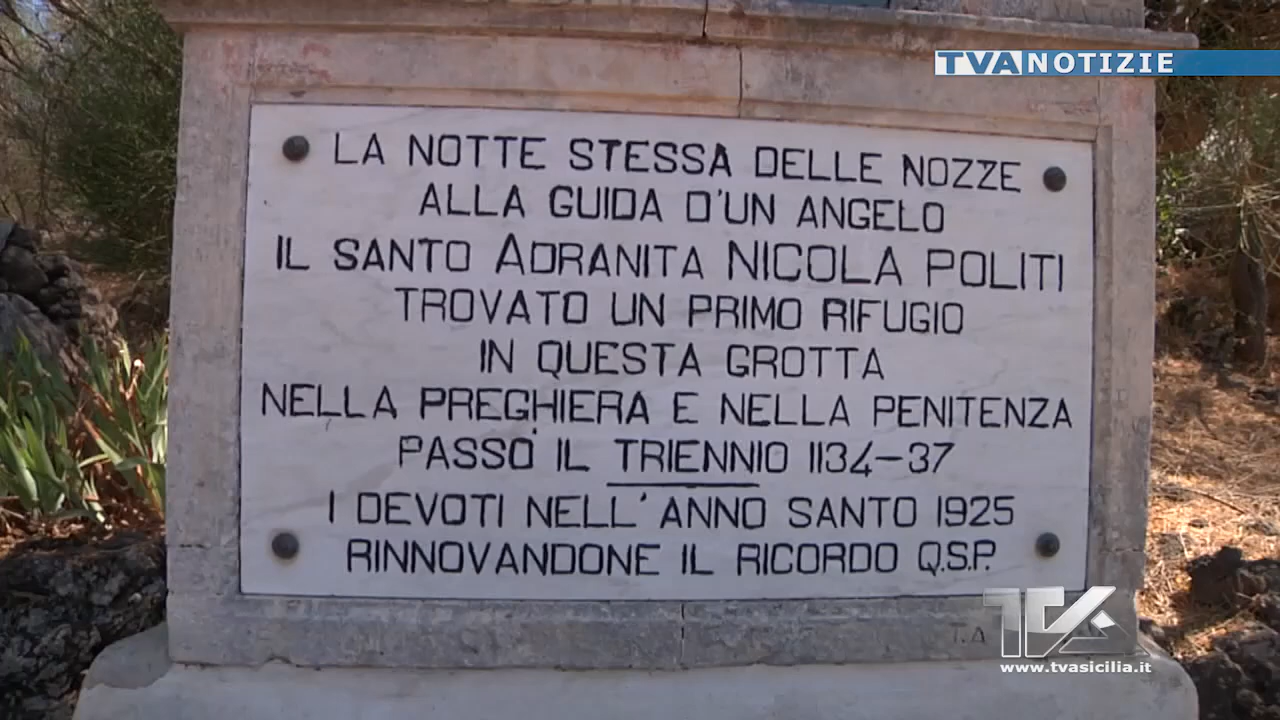 TVANOTIZIE
LA NOTTE STESSA DELLE NOZZE
ALLA GUIDA D'UN ANGELO
IL SANTO ADRANITA NICOLA POLITI
TROVATO UN PRIMO RIFUGIO
IN QUESTA GROTTA
NELLA PREGHIERA E NELLA PENITENZA
PASSÒ IL TRIENNIO 1134-37
I DEVOTI NELL'ANNO SANTO 1925
RINNOVANDONE IL RICORDO Q.S.P.
T.A
TVA
www.tvasicilia.it